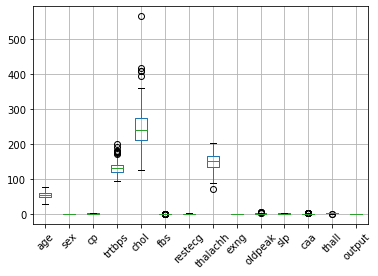 500
400
300
200
100
0
age
sex
cp
trtbps
chol
fbs
restecg
thalachh
exng
oldpeak
slp
caa
thall
output